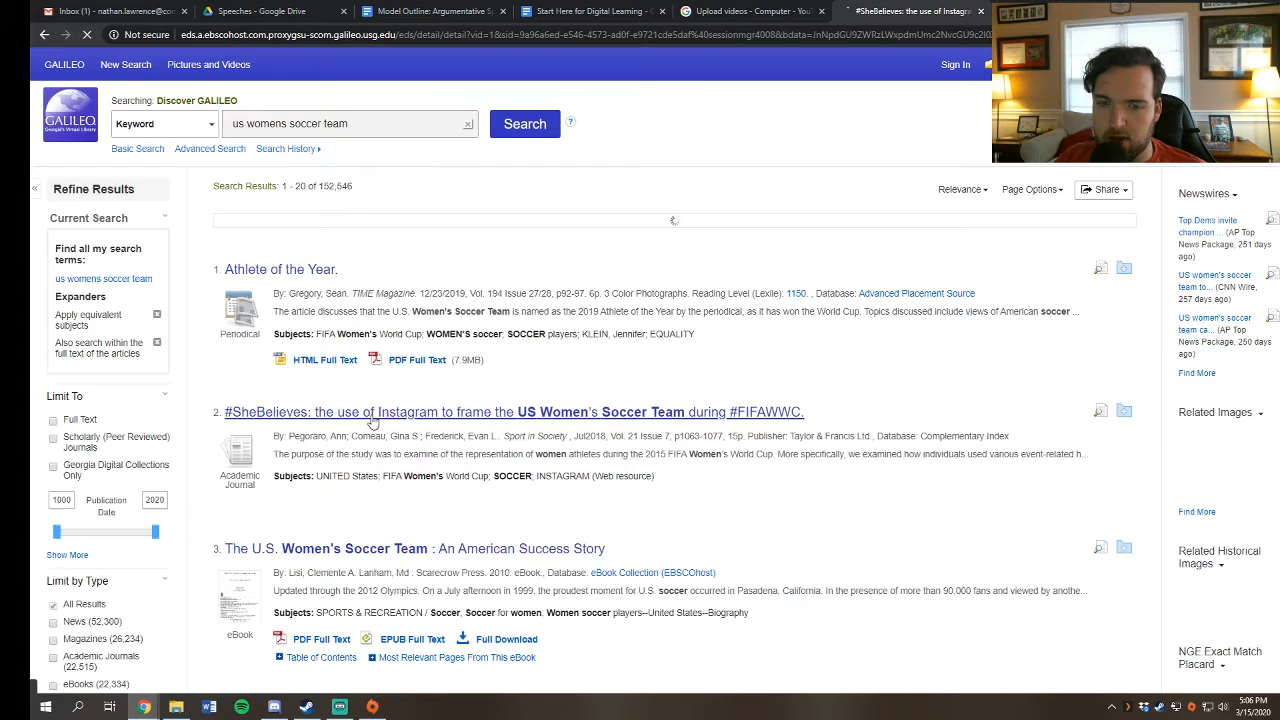 Inbox (1) - nathan.lawrence@cor
Speeches - Google Drive
Model Outline Arguments
Start Here for Digital Learning - G
Upload videos - Comper - You
"#SheBelieves: the use of Instagra
Not secure
eds.a.ebscohost.com.proxygsu-
GALILEO New Search Pictures and Videos Sign In
Searching: Discover GALILEO
Keyword us womens soccer team Search
Basic Search Advanced Search Search History
GALILEO
Georgia's Virtual Library
Refine Results
Current Search
Find all my search
terms:
us womens soccer team
Expanders
Apply equivalent
subjects
Also search within the
full text of the articles
Limit To
Full Text
Scholarly (Peer Reviewed)
Journals
Georgia Digital Collections
Only
1000 Publication 2020
Date
Show More
Limit by Type
All Results
News (52,300)
Magazines (26,234)
Academic Journals
(22,515)
eBooks (22,334)
Search Results: 1 - 20 of 152,546
Relevance Page Options Share
1. Athlete of the Year.
By: Gregory, Sean. TIME Magazine. 12/23/2019, Vol. Issue 27/28, p92-97. 6p. 3 Color Photographs. Reading Level (Lexile): 1150. , Database: Advanced Placement Source
The article discusses that the U.S. Women's Soccer Team is named as the 2019 Athlete of the Year by the periodical, as it has won the World Cup. Topics discussed include views of American soccer ...
Periodical
Subjects: FIFA Women's World Cup; WOMEN'S soccer; SOCCER players; KLEIN, Jennifer; EQUALITY
HTML Full Text PDF Full Text (7.9MB)
2. #SheBelieves: the use of Instagram to frame the US Women's Soccer Team during #FIFAWWC.
By: Pegoraro, Ann; Comeau, Gina S.; Frederick, Evan L.. Sport in Society , Jul2018, Vol. 21 Issue 7, p1063-1077, 15p. Publisher: Taylor & Francis Ltd., Database: Complementary Index
The purpose of the study was to examine of the representation of women athletes during the 2015 FIFA Women's World Cup. More specifically, we examined how individuals used various event-related h...
Academic
Journal
Subjects: UNITED States; FIFA Women's World Cup; SOCCER; INSTAGRAM (Web resource)
3. The U.S. Women's Soccer Team : An American Success Story
By: Lisi, Clemente A. Lanham, Md : Scarecrow Press. 2010. eBook., Database: eBook Collection (EBSCOhost)
Updated through the 2012 Olympics. On a July afternoon in 1999, the proudest moment for U.S. Soccer occurred in Pasadena, California. In the presence of more than 90,000 fans and viewed by anothe...
Subjects: SPORTS & RECREATION / Soccer; Soccer for women; Women soccer players--United States--Biography
eBook
PDF Full Text EPUB Full Text Full Download
Table of Contents Most Relevant Pages From This eBook
Newswires
Top Dems invite
champion ... (AP Top
News Package, 251 days
ago)
US women's soccer
team to... (CNN Wire,
257 days ago)
US women's soccer
team ca... (AP Top
News Package, 250 days
ago)
Find More
Related Images
Find More
Related Historical
Images
NGE Exact Match
Placard
5:06 PM
3/15/2020